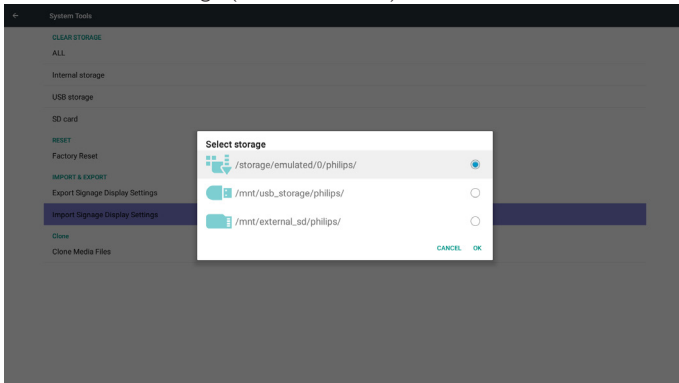 System Tools
CLEAR STORAGE
ALL
Internal storage
USB storage
SD card
RESET
Factory Reset
IMPORT & EXPORT
Export Signage Display Settings
Import Signage Display Settings
Clone
Clone Media Files
Select storage
/storage/emulated/0/philips/
/mnt/usb_storage/philips/
/mnt/external_sd/philips/
CANCEL OK